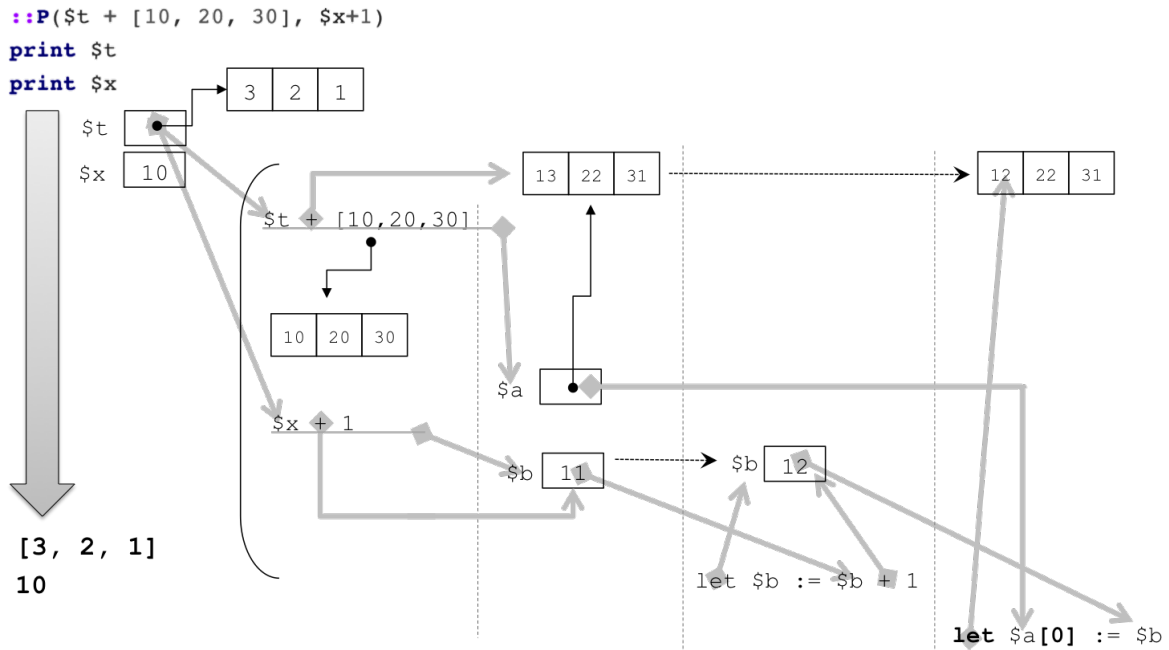 ::P($t + [10, 20, 30], $x+1)
print $t
print $x
3 2 1
$t
$x 10
13 22 31
12 22 31
$t + [10,20,30]
10 20 30
$a
$x + 1
$b 11
$b 12
[3, 2, 1]
10
let $b := $b + 1
let $a[0] := $b